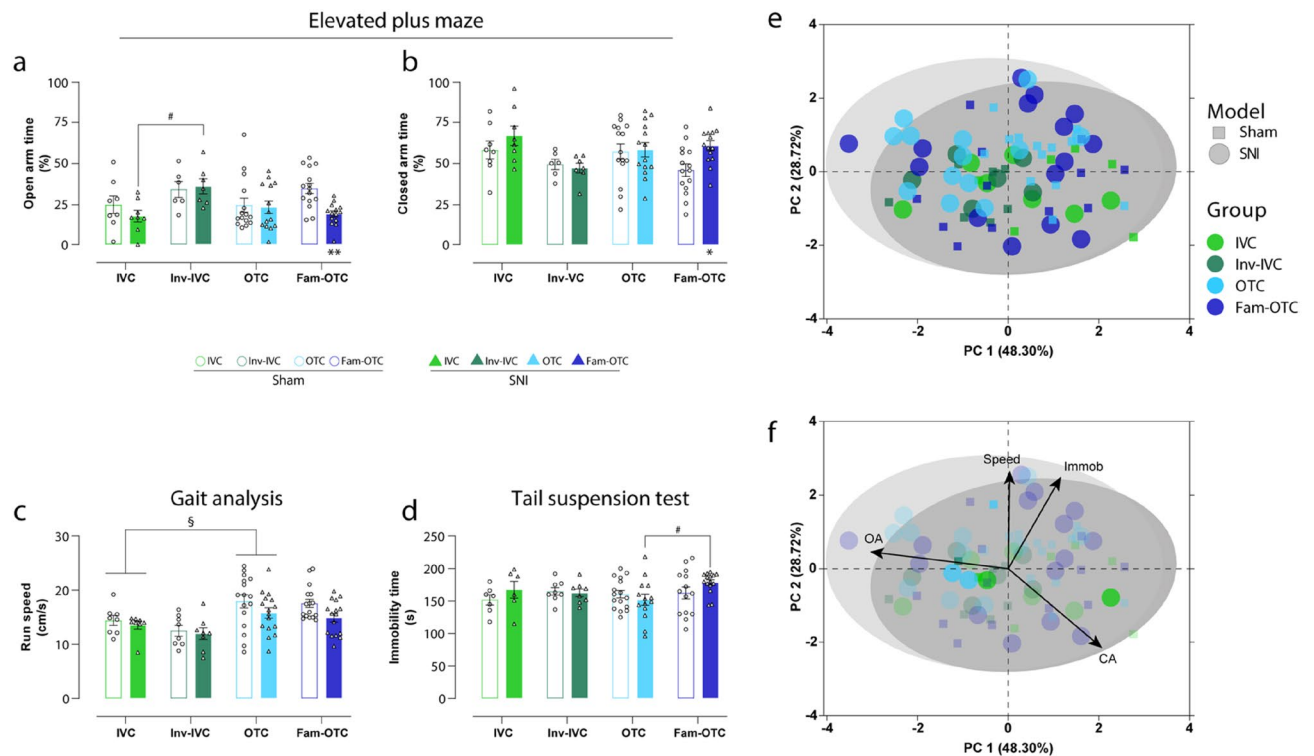 Elevated plus maze
a
Open arm time
(%)
100
75
50
25
0
#
**
IVC
Inv-IVC
OTC
Fam-OTC
b
Closed arm time
(%)
100
75
50
25
0
*
IVC
Inv-VC
OTC
Fam-OTC
IVC
Inv-IVC
OTC
Fam-OTC
Sham
IVC
Inv-IVC
OTC
Fam-OTC
SNI
c
Gait analysis
Run speed
(cm/s)
30
20
10
0
§
IVC
Inv-IVC
OTC
Fam-OTC
d
Tail suspension test
Immobility time
(s)
250
200
150
100
50
0
#
IVC
Inv-IVC
OTC
Fam-OTC
e
PC 2 (28.72%)
4
2
0
-2
-4
-4
-2
0
2
4
PC 1 (48.30%)
Model
Sham
SNI
Group
IVC
Inv-IVC
OTC
Fam-OTC
f
PC 2 (28.72%)
4
2
0
-2
-4
Speed
Immob
OA
CA
-4
-2
0
2
4
PC 1 (48.30%)